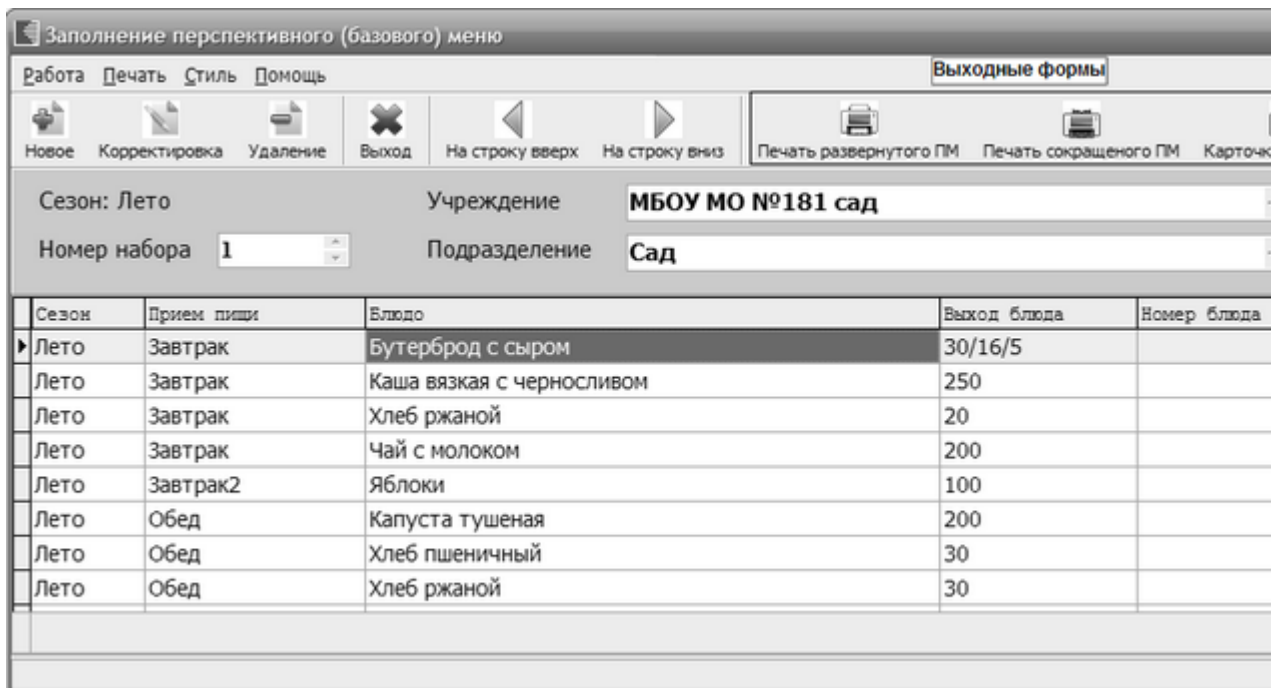 Заполнение перспективного (базового) меню
Работа Печать Стиль Помощь Выходные формы
Новое Корректировка Удаление Выход На строку вверх На строку вниз Печать развернутого ПМ Печать сокращеного ПМ
Сезон: Лето Учреждение МБОУ МО №181 сад
Номер набора 1 Подразделение Сад
Сезон Прием пищи Блюдо Выход блюда Номер блюда
Лето Завтрак Бутерброд с сыром 30/16/5
Лето Завтрак Каша вязкая с черносливом 250
Лето Завтрак Хлеб ржаной 20
Лето Завтрак Чай с молоком 200
Лето Завтрак2 Яблоки 100
Лето Обед Капуста тушеная 200
Лето Обед Хлеб пшеничный 30
Лето Обед Хлеб ржаной 30